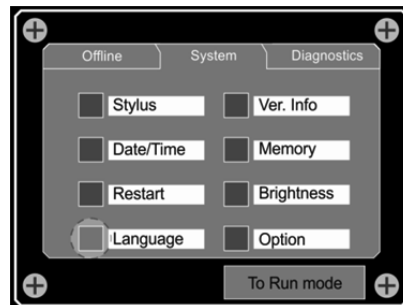 Offline System Diagnostics
Stylus Ver. Info
Date/Time Memory
Restart Brightness
Language Option
To Run mode